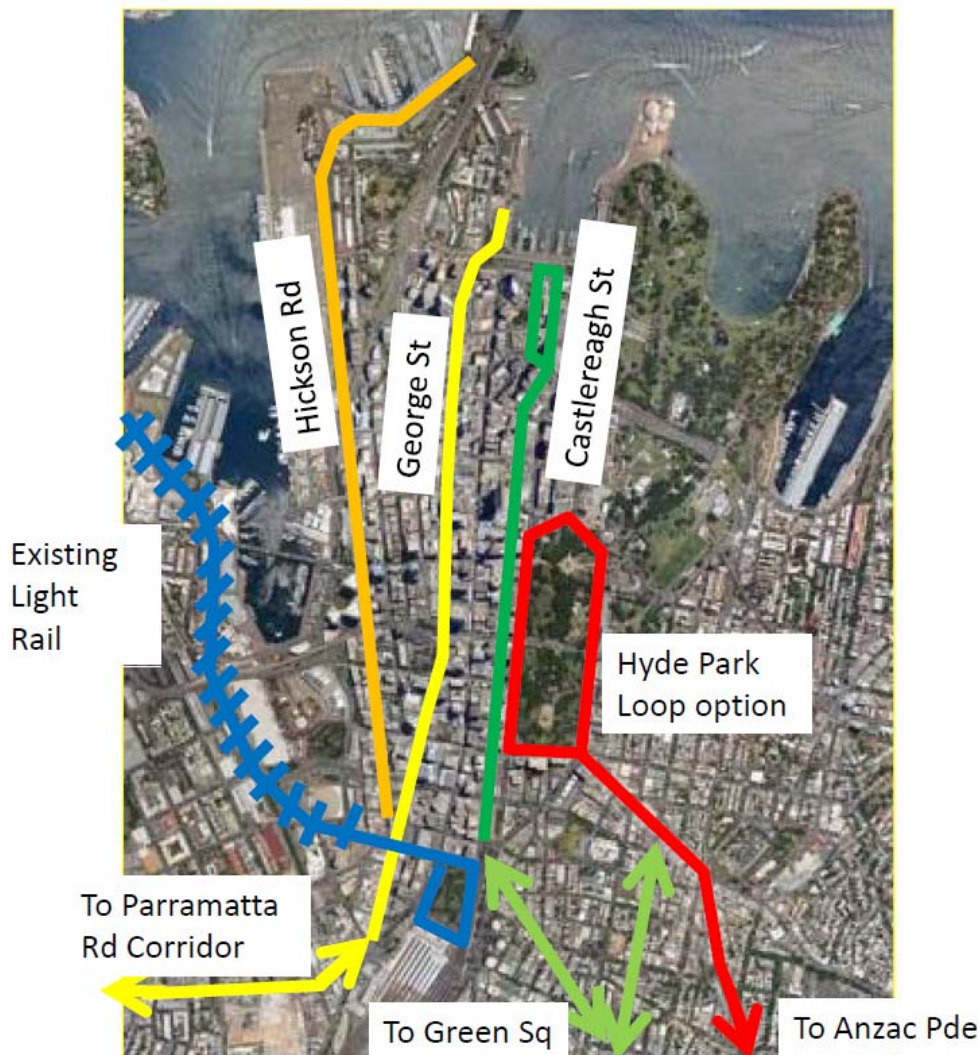 Hickson Rd
George St
Castlereagh St
Existing
Light
Rail
Hyde Park
Loop option
To Parramatta
Rd Corridor
To Green Sq
To Anzac Pde